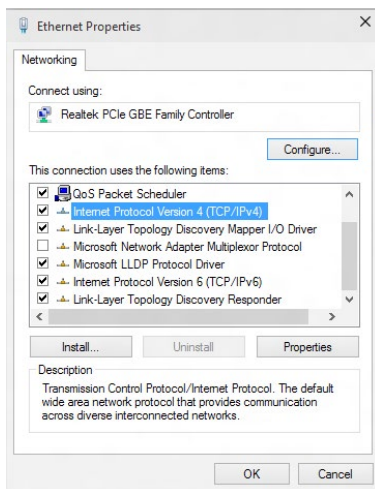 Ethernet Properties
Networking
Connect using:
Realtek PCIe GBE Family Controller
Configure...
This connection uses the following items:
QoS Packet Scheduler
Internet Protocol Version 4 (TCP/IPv4)
Link-Layer Topology Discovery Mapper I/O Driver
Microsoft Network Adapter Multiplexor Protocol
Microsoft LLDP Protocol Driver
Internet Protocol Version 6 (TCP/IPv6)
Link-Layer Topology Discovery Responder
Install... Uninstall Properties
Description
Transmission Control Protocol/Internet Protocol. The default
wide area network protocol that provides communication
across diverse interconnected networks.
OK Cancel